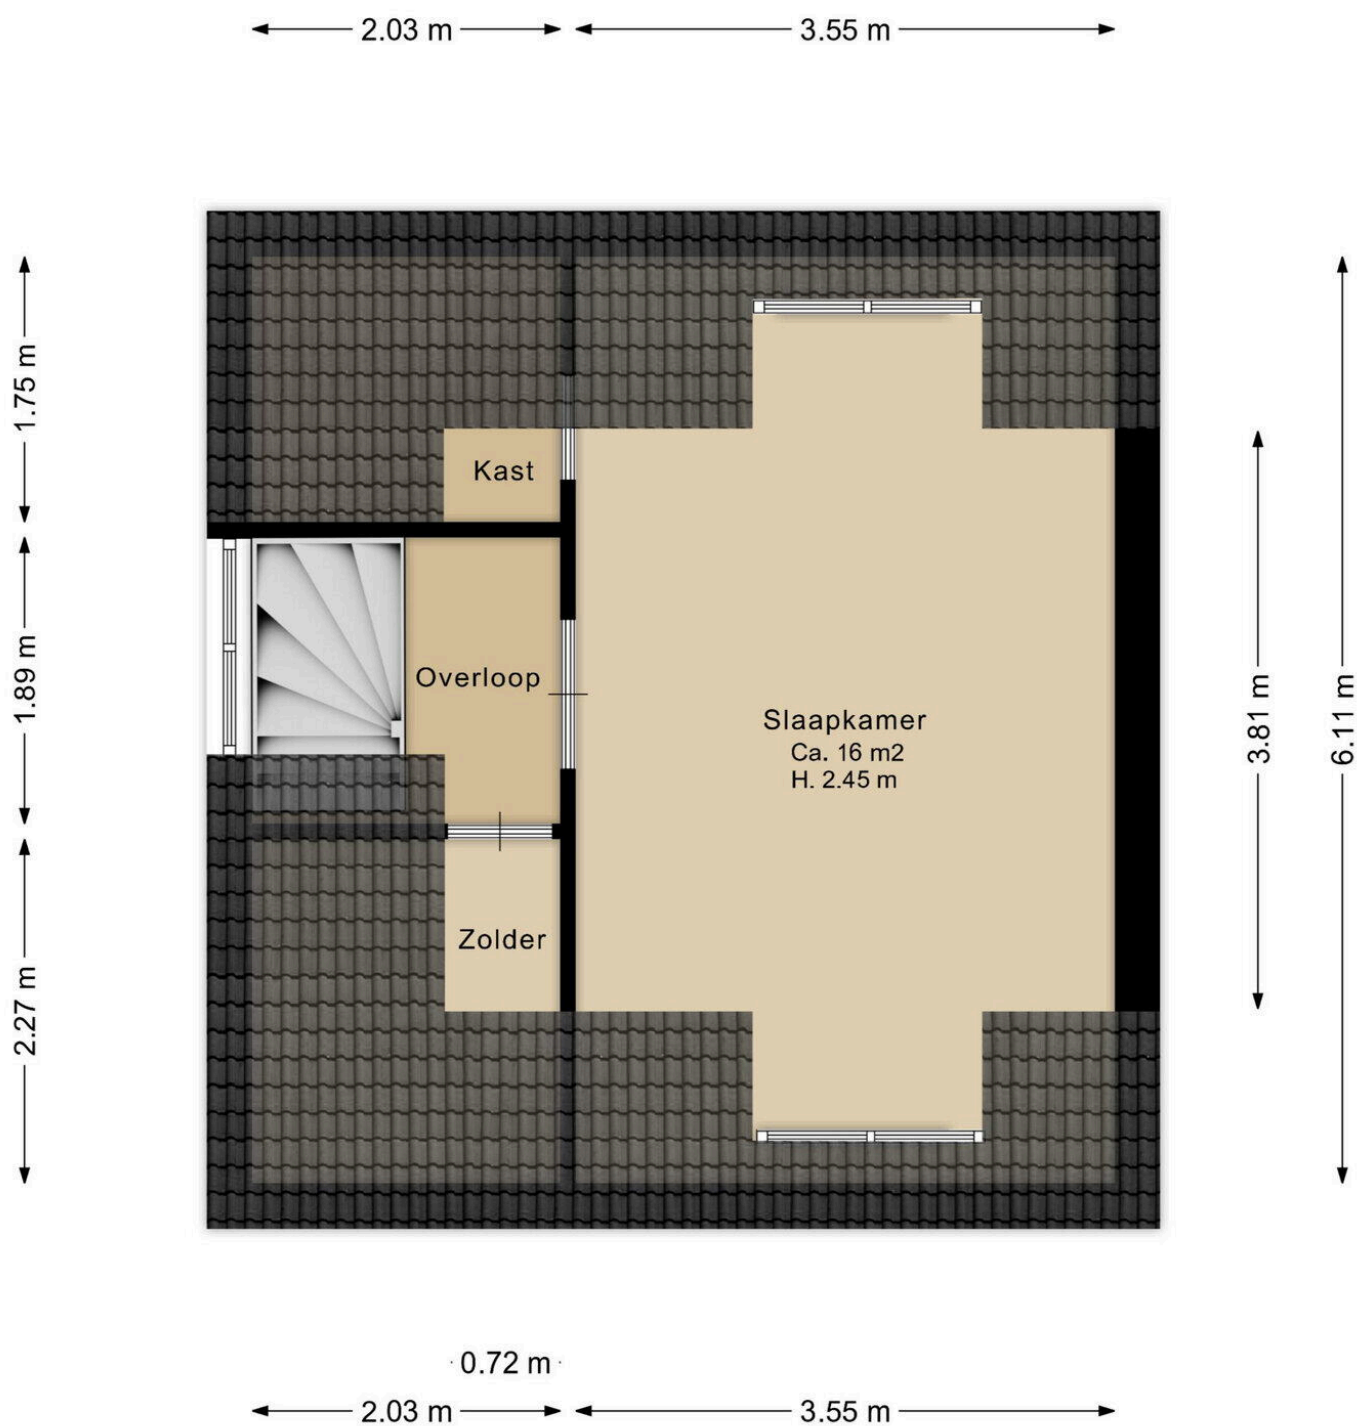 2.03 m
3.55 m
1.75 m
Kast
1.89 m
Overloop
Slaapkamer
Ca. 16 m2
H. 2.45 m
3.81 m
6.11 m
Zolder
2.27 m
0.72 m
2.03 m
3.55 m